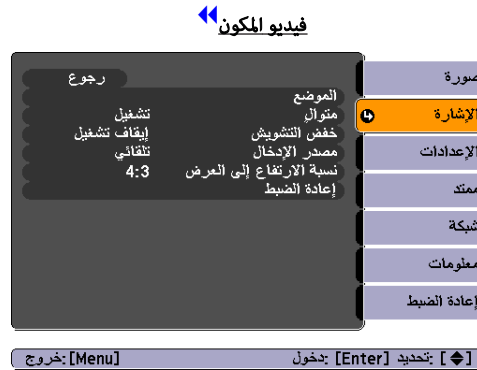 فيديو المكون
رجوع
الموضع
متوالٍ تشغيل
خفض التشويش إيقاف تشغيل
مصدر الإدخال تلقائي
نسبة الارتفاع إلى العرض 4:3
إعادة الضبط
صورة
الإشارة
الإعدادات
ممتد
شبكة
معلومات
إعادة الضبط
[ ] :تحديد [Enter] :دخول [Menu] :خروج